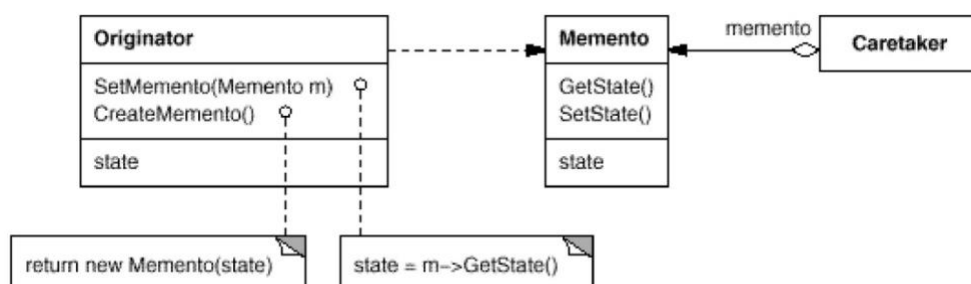 Originator
SetMemento(Memento m)
CreateMemento()
state
Memento
GetState()
SetState()
state
memento
Caretaker
return new Memento(state)
state = m->GetState()